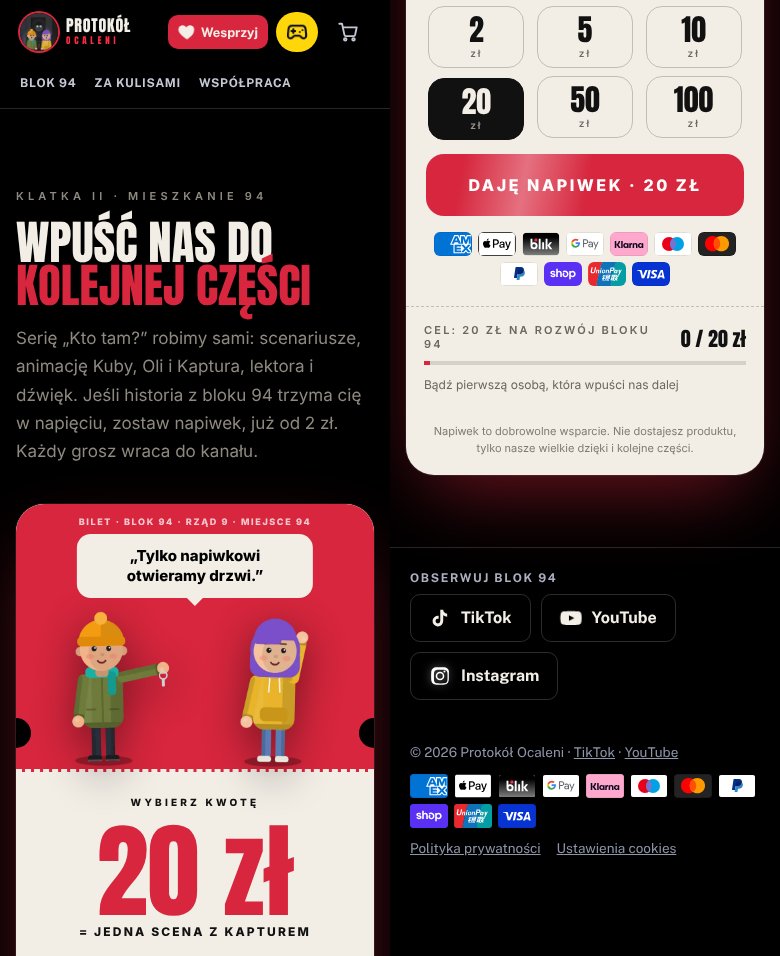 PROTOKÓŁ
OCALENI
Wesprzyj
BLOK 94 ZA KULISAMI WSPÓŁPRACA
KLATKA II · MIESZKANIE 94
WPUŚĆ NAS DO
KOLEJNEJ CZĘŚCI
Serię „Kto tam?” robimy sami: scenariusze,
animację Kuby, Oli i Kaptura, lektora i
dźwięk. Jeśli historia z bloku 94 trzyma cię
w napięciu, zostaw napiwek, już od 2 zł.
Każdy grosz wraca do kanału.
BILET · BLOK 94 · RZĄD 9 · MIEJSCE 94
„Tylko napiwkowi
otwieramy drzwi.”
WYBIERZ KWOTĘ
20 zł
= JEDNA SCENA Z KAPTUREM
2 5 10
zł zł zł
20 50 100
zł zł zł
DAJĘ NAPIWEK · 20 ZŁ
AMEX Pay blik G Pay Klarna
P shop UnionPay VISA
CEL: 20 ZŁ NA ROZWÓJ BLOKU
94
0 / 20 zł
Bądź pierwszą osobą, która wpuści nas dalej
Napiwek to dobrowolne wsparcie. Nie dostajesz produktu,
tylko nasze wielkie dzięki i kolejne części.
OBSERWUJ BLOK 94
TikTok YouTube
Instagram
© 2026 Protokół Ocaleni · TikTok · YouTube
AMEX Pay blik G Pay Klarna P
shop UnionPay VISA
Polityka prywatności Ustawienia cookies